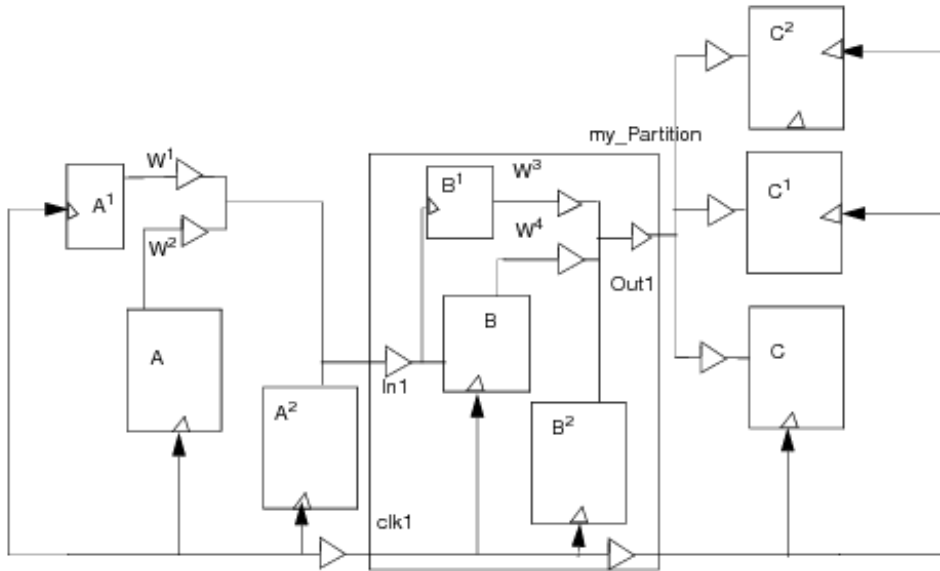 C²
my_Partition
W¹
A¹
B¹
W³
C¹
W²
W⁴
Out1
A
B
C
In1
A²
B²
clk1